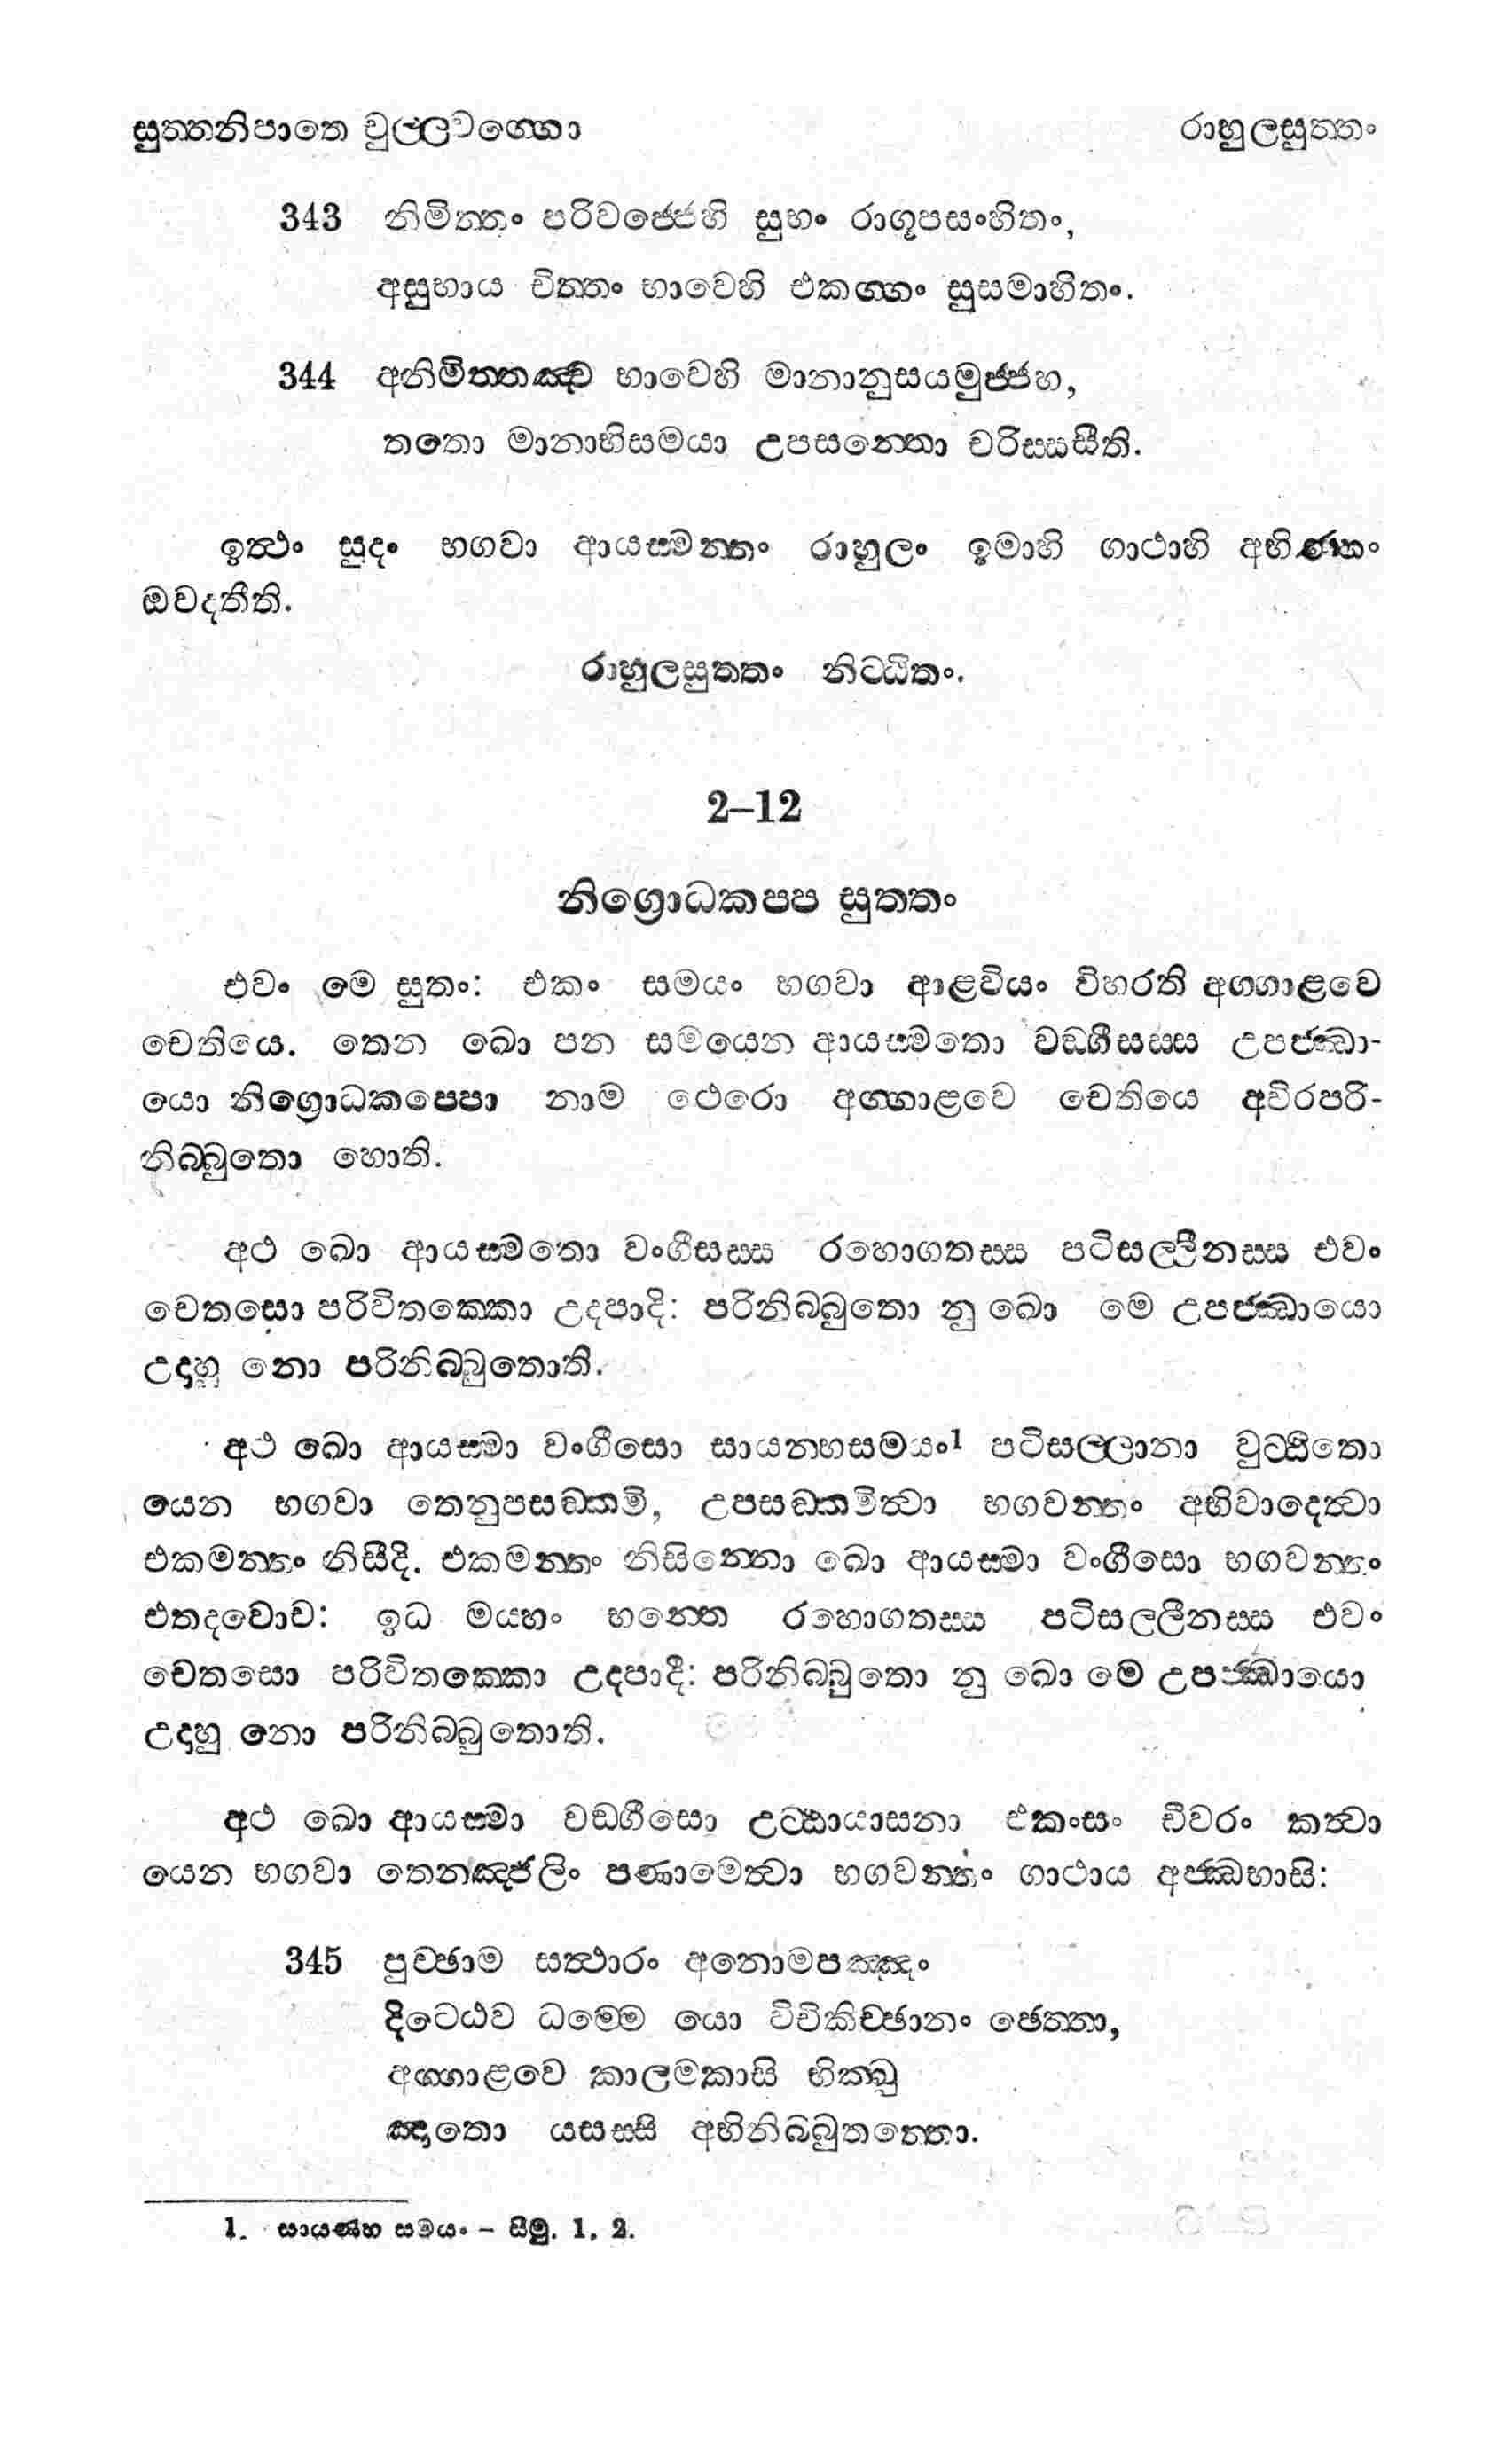 සුත්තනිපාතෙ චුල්ලවග්ගො රාහුලසුත්තං
343 නිමිත්තං පරිවජ්ජෙහි සුභං රාගූපසංහිතං,
අසුභාය චිත්තං භාවෙහි එකග්ගං සුසමාහිතං.
344 අනිමිත්තඤ්ච භාවෙහි මානානුසයමුජ්ජහ,
තතො මානාභිසමයා උපසන්තො චරිස්සසීති.
ඉත්ථං සුදං භගවා ආයස්මන්තං රාහුලං ඉමාහි ගාථාහි අභිණ්හං
ඔවදතීති.
රාහුලසුත්තං නිට්ඨිතං.
2–12
නිග්‍රොධකප්ප සුත්තං
එවං මෙ සුතං: එකං සමයං භගවා ආළවියං විහරති අග්ගාළවෙ
චෙතියෙ. තෙන ඛො පන සමයෙන ආයස්මතො වඞ්ගීසස්ස උපජ්ඣා-
යො නිග්‍රොධකප්පො නාම ථෙරො අග්ගාළවෙ චෙතියෙ අචිරපරි-
නිබ්බුතො හොති.
අථ ඛො ආයස්මතො වංගීසස්ස රහොගතස්ස පටිසල්ලීනස්ස එවං
චෙතසො පරිවිතක්කො උදපාදි: පරිනිබ්බුතො නු ඛො මෙ උපජ්ඣායො
උදාහු නො පරිනිබ්බුතොති.
අථ ඛො ආයස්මා වංගීසො සායන්හසමයං1 පටිසල්ලානා වුට්ඨිතො
යෙන භගවා තෙනුපසඞ්කමි, උපසඞ්කමිත්වා භගවන්තං අභිවාදෙත්වා
එකමන්තං නිසීදි. එකමන්තං නිසින්නො ඛො ආයස්මා වංගීසො භගවන්තං
එතදවොච: ඉධ මය්හං භන්තෙ රහොගතස්ස පටිසල්ලීනස්ස එවං
චෙතසො පරිවිතක්කො උදපාදී: පරිනිබ්බුතො නු ඛො මෙ උපජ්ඣායො
උදාහු නො පරිනිබ්බුතොති.
අථ ඛො ආයස්මා වඞ්ගීසො උට්ඨායාසනා එකංසං චීවරං කත්වා
යෙන භගවා තෙනඤ්ජලිං පණාමෙත්වා භගවන්තං ගාථාය අජ්ඣභාසි:
345 පුච්ඡාම සත්ථාරං අනොමපඤ්ඤං
දිට්ඨෙව ධම්මෙ යො විචිකිච්ඡානං ඡෙත්තා,
අග්ගාළවෙ කාලමකාසි භික්ඛු
ඤාතො යසස්සි අභිනිබ්බුතත්තො.
1. සායණ්හ සමයං – සීමු. 1, 2.